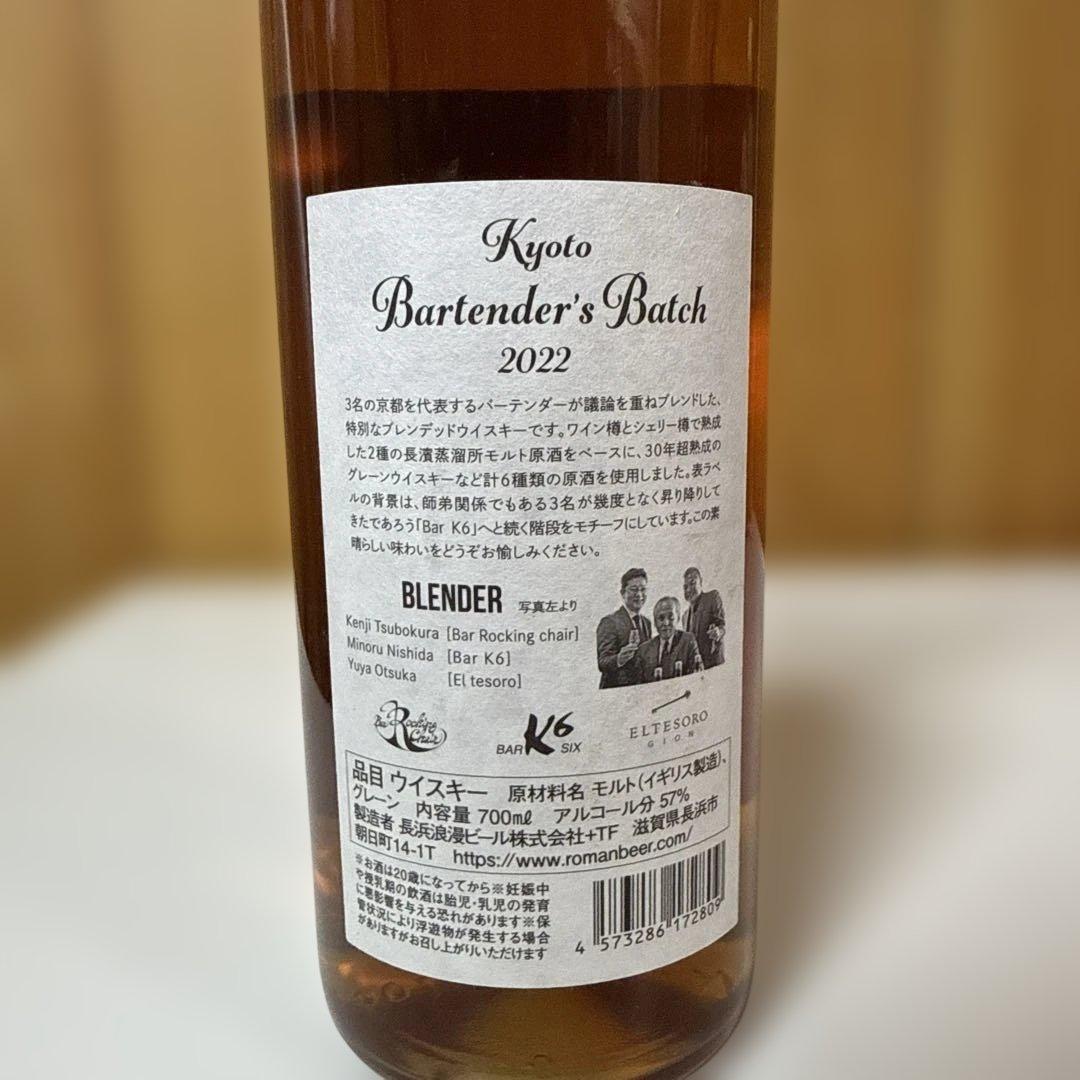 Kyoto
Bartender's Batch
2022
3名の京都を代表するバーテンダーが議論を重ねブレンドした、
特別なブレンデッドウイスキーです。ワイン樽とシェリー樽で熟成
した2種の長濱蒸溜所モルト原酒をベースに、30年超熟成の
グレーンウイスキーなど計6種類の原酒を使用しました。表ラベ
ルの背景は、師弟関係でもある3名が幾度となく昇り降りして
きたであろう「Bar K6」へと続く階段をモチーフにしています。この素
晴らしい味わいをどうぞお愉しみください。
BLENDER 写真左より
Kenji Tsubokura [Bar Rocking chair]
Minoru Nishida [Bar K6]
Yuya Otsuka [El tesoro]
Bar Rocking Chair
BAR K6 SIX
ELTESORO
GION
品目 ウイスキー 原材料名 モルト(イギリス製造)、
グレーン 内容量 700㎖ アルコール分 57%
製造者 長浜浪漫ビール株式会社+TF 滋賀県長浜市
朝日町14-1T https://www.romanbeer.com/
※お酒は20歳になってから※妊娠中
や授乳期の飲酒は胎児・乳児の発育
に悪影響を与える恐れがあります※保
管状況により浮遊物が発生する場合
がありますがお召し上がりいただけます
4 573286 172809